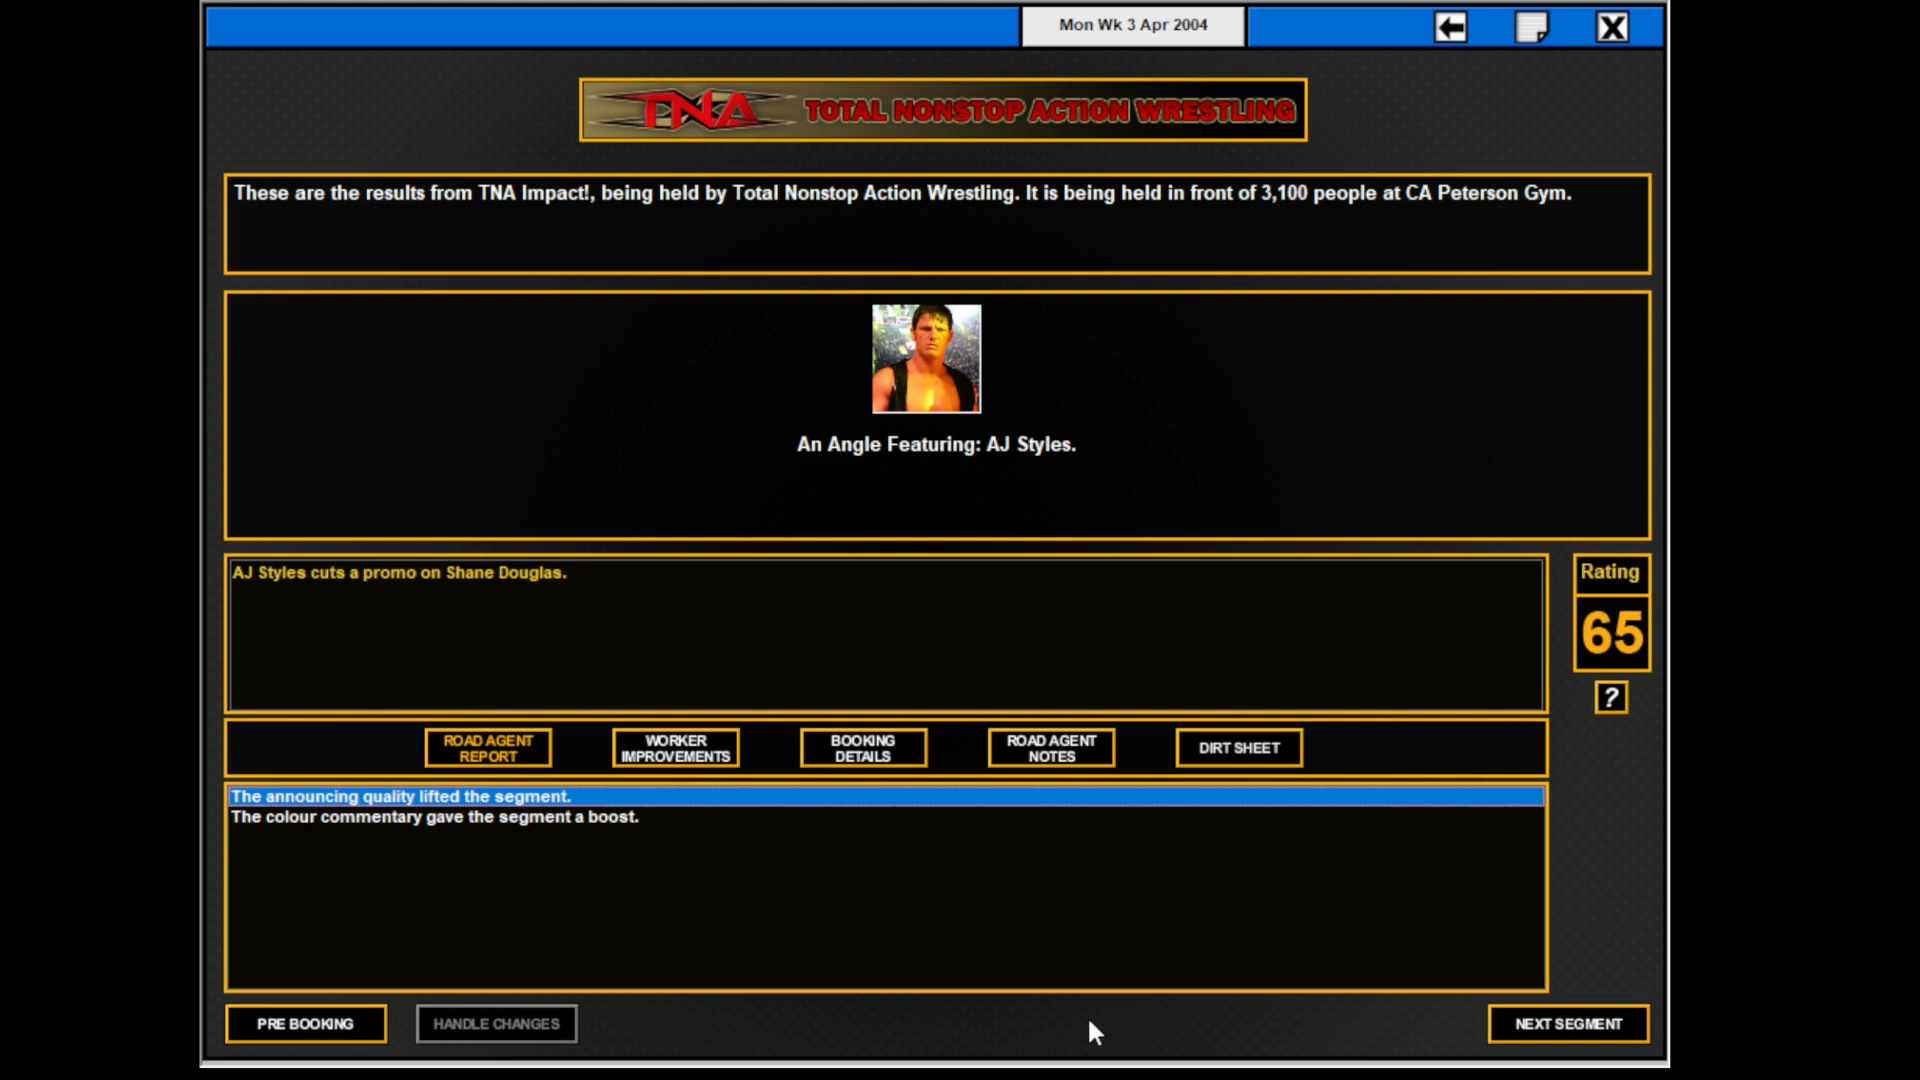 Mon Wk 3 Apr 2004
TNA TOTAL NONSTOP ACTION WRESTLING
These are the results from TNA Impact!, being held by Total Nonstop Action Wrestling. It is being held in front of 3,100 people at CA Peterson Gym.
An Angle Featuring: AJ Styles.
AJ Styles cuts a promo on Shane Douglas.
Rating
65
?
ROAD AGENT
REPORT
WORKER
IMPROVEMENTS
BOOKING
DETAILS
ROAD AGENT
NOTES
DIRT SHEET
The announcing quality lifted the segment.
The colour commentary gave the segment a boost.
PRE BOOKING
HANDLE CHANGES
NEXT SEGMENT